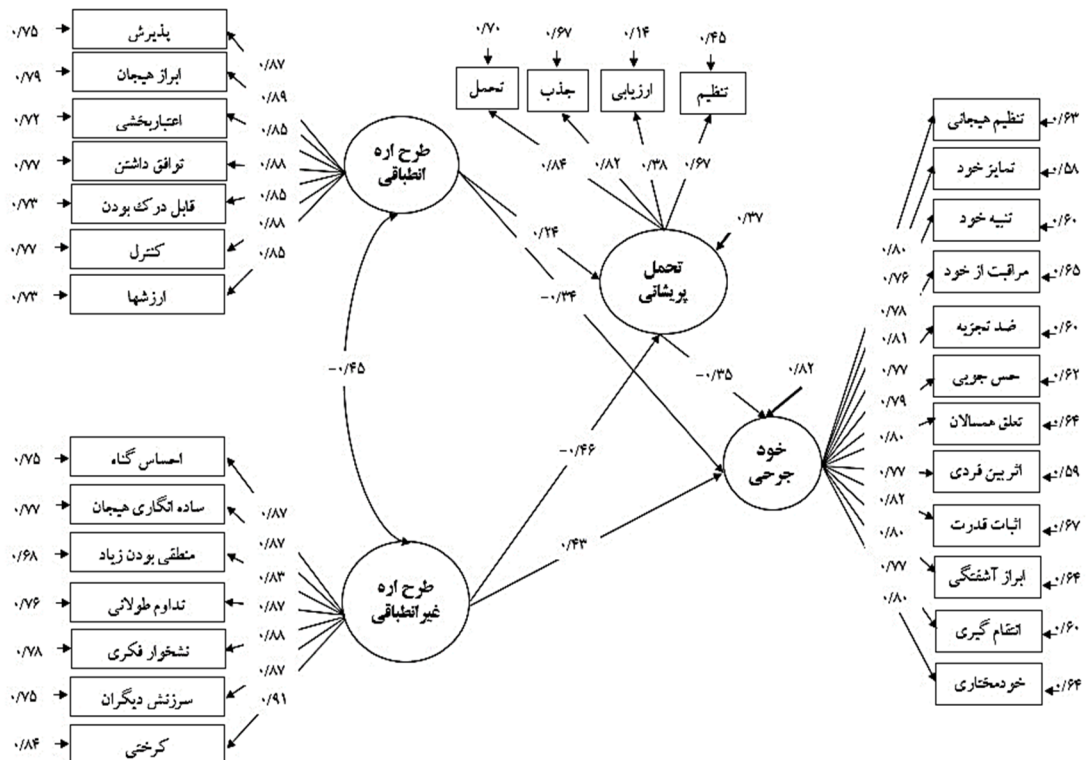 ۰/۷۵
پذیرش
۰/۸۷
۰/۷۹
ابراز هیجان
۰/۸۹
۰/۷۲
اعتباربخشی
۰/۸۵
۰/۷۷
توافق داشتن
۰/۸۸
۰/۷۳
قابل درک بودن
۰/۸۵
۰/۷۷
کنترل
۰/۸۸
۰/۷۳
ارزشها
۰/۸۵
طرح اره
انطباقی
۰/۷۰
۰/۶۷
۰/۱۴
۰/۴۵
تحمل
جذب
ارزیابی
تنظیم
۰/۸۴
۰/۸۲
۰/۳۸
۰/۶۷
۰/۲۴
-۰/۳۴
۰/۳۷
تحمل
پریشانی
-۰/۴۵
-۰/۳۵
۰/۸۲
-۰/۴۶
۰/۴۳
خود
جرحی
۰/۷۵
احساس گناه
۰/۸۷
۰/۷۷
ساده انگاری هیجان
۰/۸۷
۰/۶۸
منطقی بودن زیاد
۰/۸۳
۰/۷۶
تداوم طولانی
۰/۸۷
۰/۷۸
نشخوار فکری
۰/۸۸
۰/۷۵
سرزنش دیگران
۰/۸۷
۰/۸۴
کرختی
۰/۹۱
طرح اره
غیرانطباقی
تنظیم هیجانی
۰/۶۳
تمایز خود
۰/۵۸
تنبیه خود
۰/۶۰
مراقبت از خود
۰/۶۵
ضد تجزیه
۰/۶۰
حس جویی
۰/۶۲
تعلق همسالان
۰/۶۴
اثر بین فردی
۰/۵۹
اثبات قدرت
۰/۶۷
ابراز آشفتگی
۰/۶۴
انتقام گیری
۰/۶۰
خودمختاری
۰/۶۴
۰/۸۰
۰/۷۶
۰/۷۸
۰/۸۱
۰/۷۷
۰/۷۹
۰/۸۰
۰/۷۷
۰/۸۲
۰/۸۰
۰/۷۷
۰/۸۰